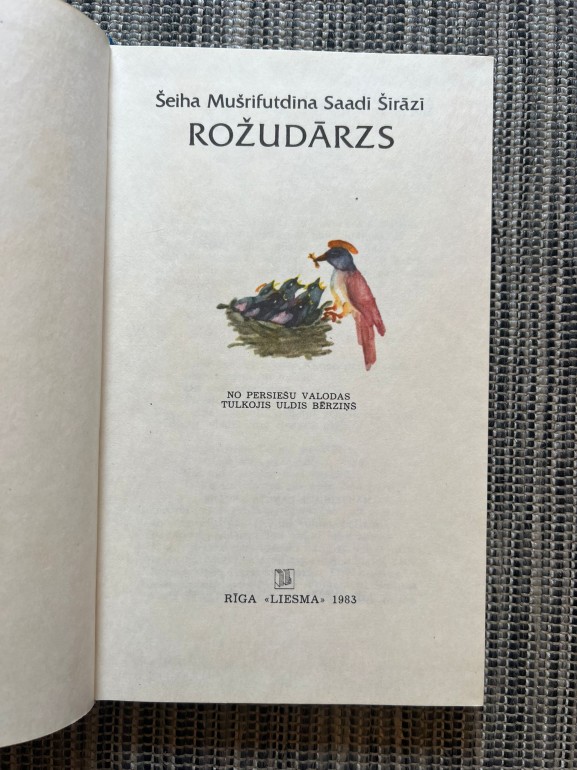 Šeiha Mušrifutdīna Saadī Šīrāzī
ROŽUDĀRZS
NO PERSIEŠU VALODAS
TULKOJIS ULDIS BĒRZIŅŠ
RĪGA «LIESMA» 1983